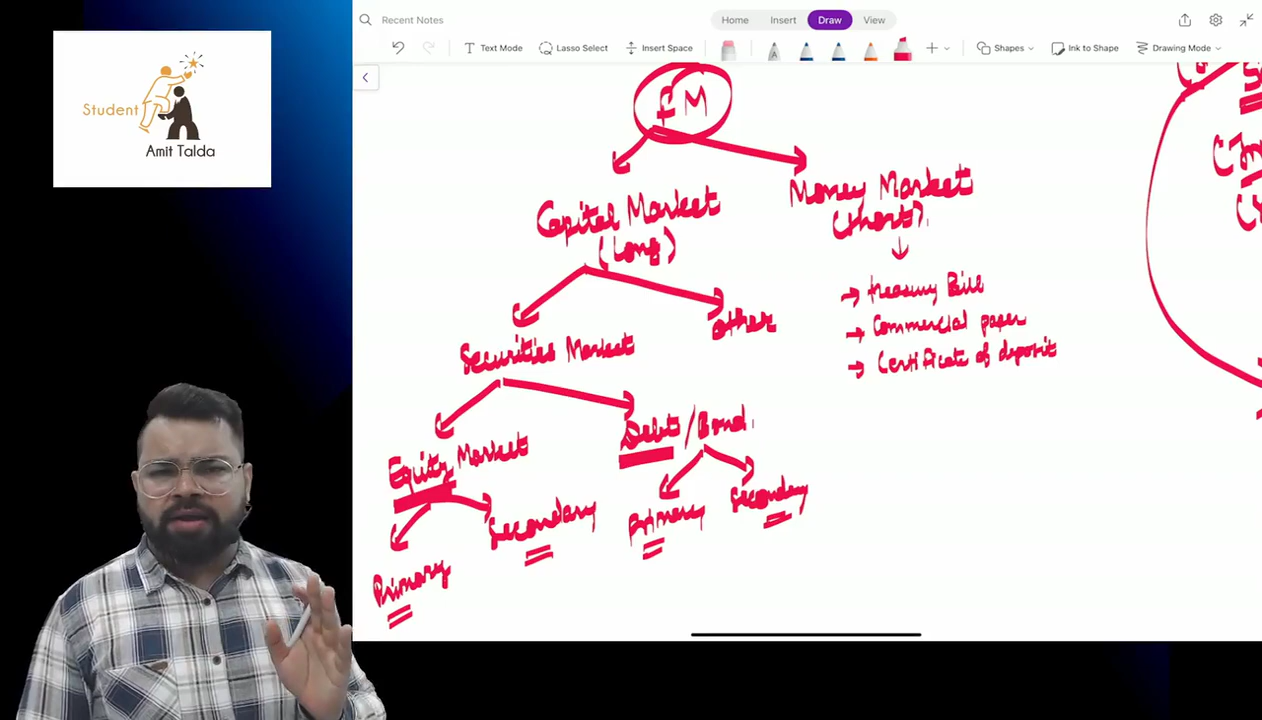 Recent Notes
Home Insert Draw View
Text Mode Lasso Select Insert Space Shapes Ink to Shape Drawing Mode
Student
Amit Talda
FM
Capital Market
(Long)
Money Market
(Short)
→ Treasury Bill
→ Commercial paper
→ Certificate of deposit
Securities Market
other
Equity Market
Debt/Bond
Primary
Secondary
Primary
Secondary